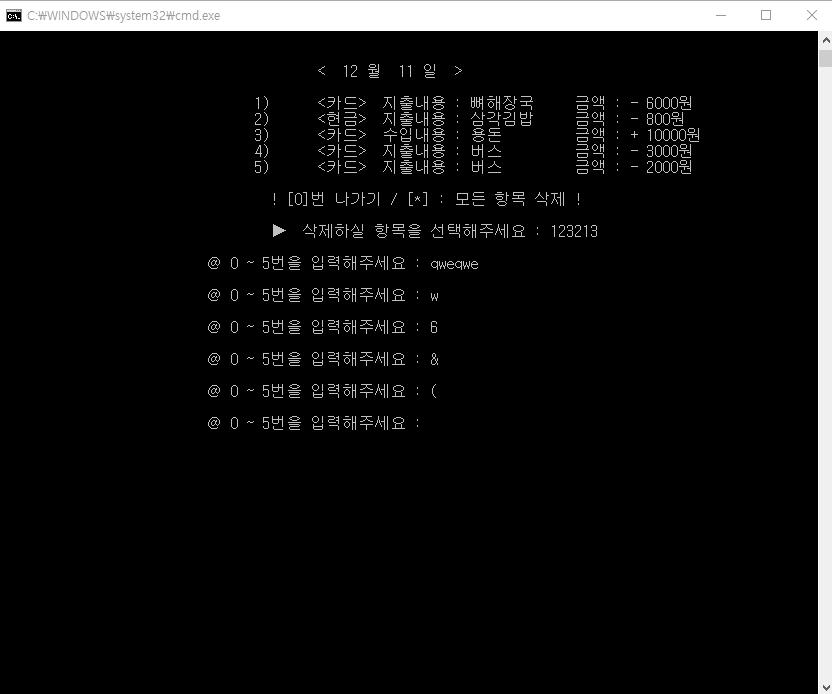 C:₩WINDOWS₩system32₩cmd.exe
< 12 월 11 일 >
1) <카드> 지출내용 : 뼈해장국 금액 : - 6000원
2) <현금> 지출내용 : 삼각김밥 금액 : - 800원
3) <카드> 수입내용 : 용돈 금액 : + 10000원
4) <카드> 지출내용 : 버스 금액 : - 3000원
5) <카드> 지출내용 : 버스 금액 : - 2000원
! [0]번 나가기 / [*] : 모든 항목 삭제 !
▶ 삭제하실 항목을 선택해주세요 : 123213
@ 0 ~ 5번을 입력해주세요 : qweqwe
@ 0 ~ 5번을 입력해주세요 : w
@ 0 ~ 5번을 입력해주세요 : 6
@ 0 ~ 5번을 입력해주세요 : &
@ 0 ~ 5번을 입력해주세요 : (
@ 0 ~ 5번을 입력해주세요 :